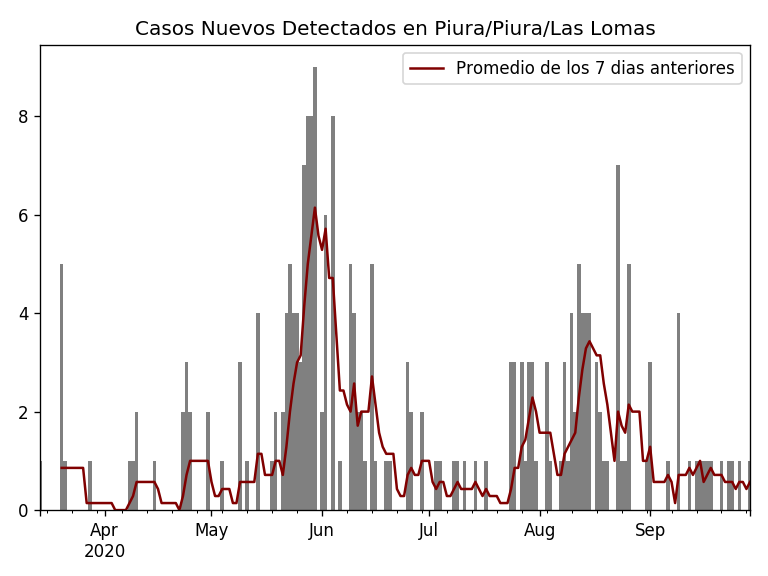 Casos Nuevos Detectados en Piura/Piura/Las Lomas
Promedio de los 7 dias anteriores
8
6
4
2
0
Apr May Jun Jul Aug Sep
2020